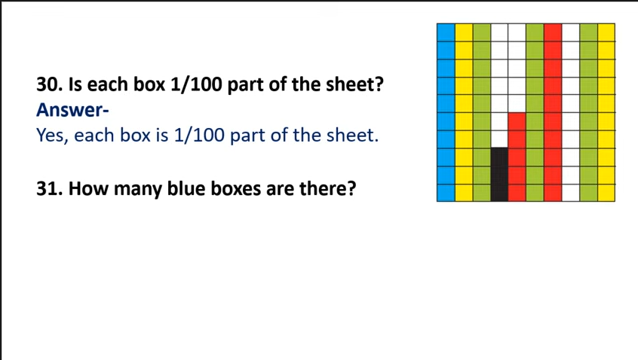 30. Is each box 1/100 part of the sheet?
Answer-
Yes, each box is 1/100 part of the sheet.
31. How many blue boxes are there?